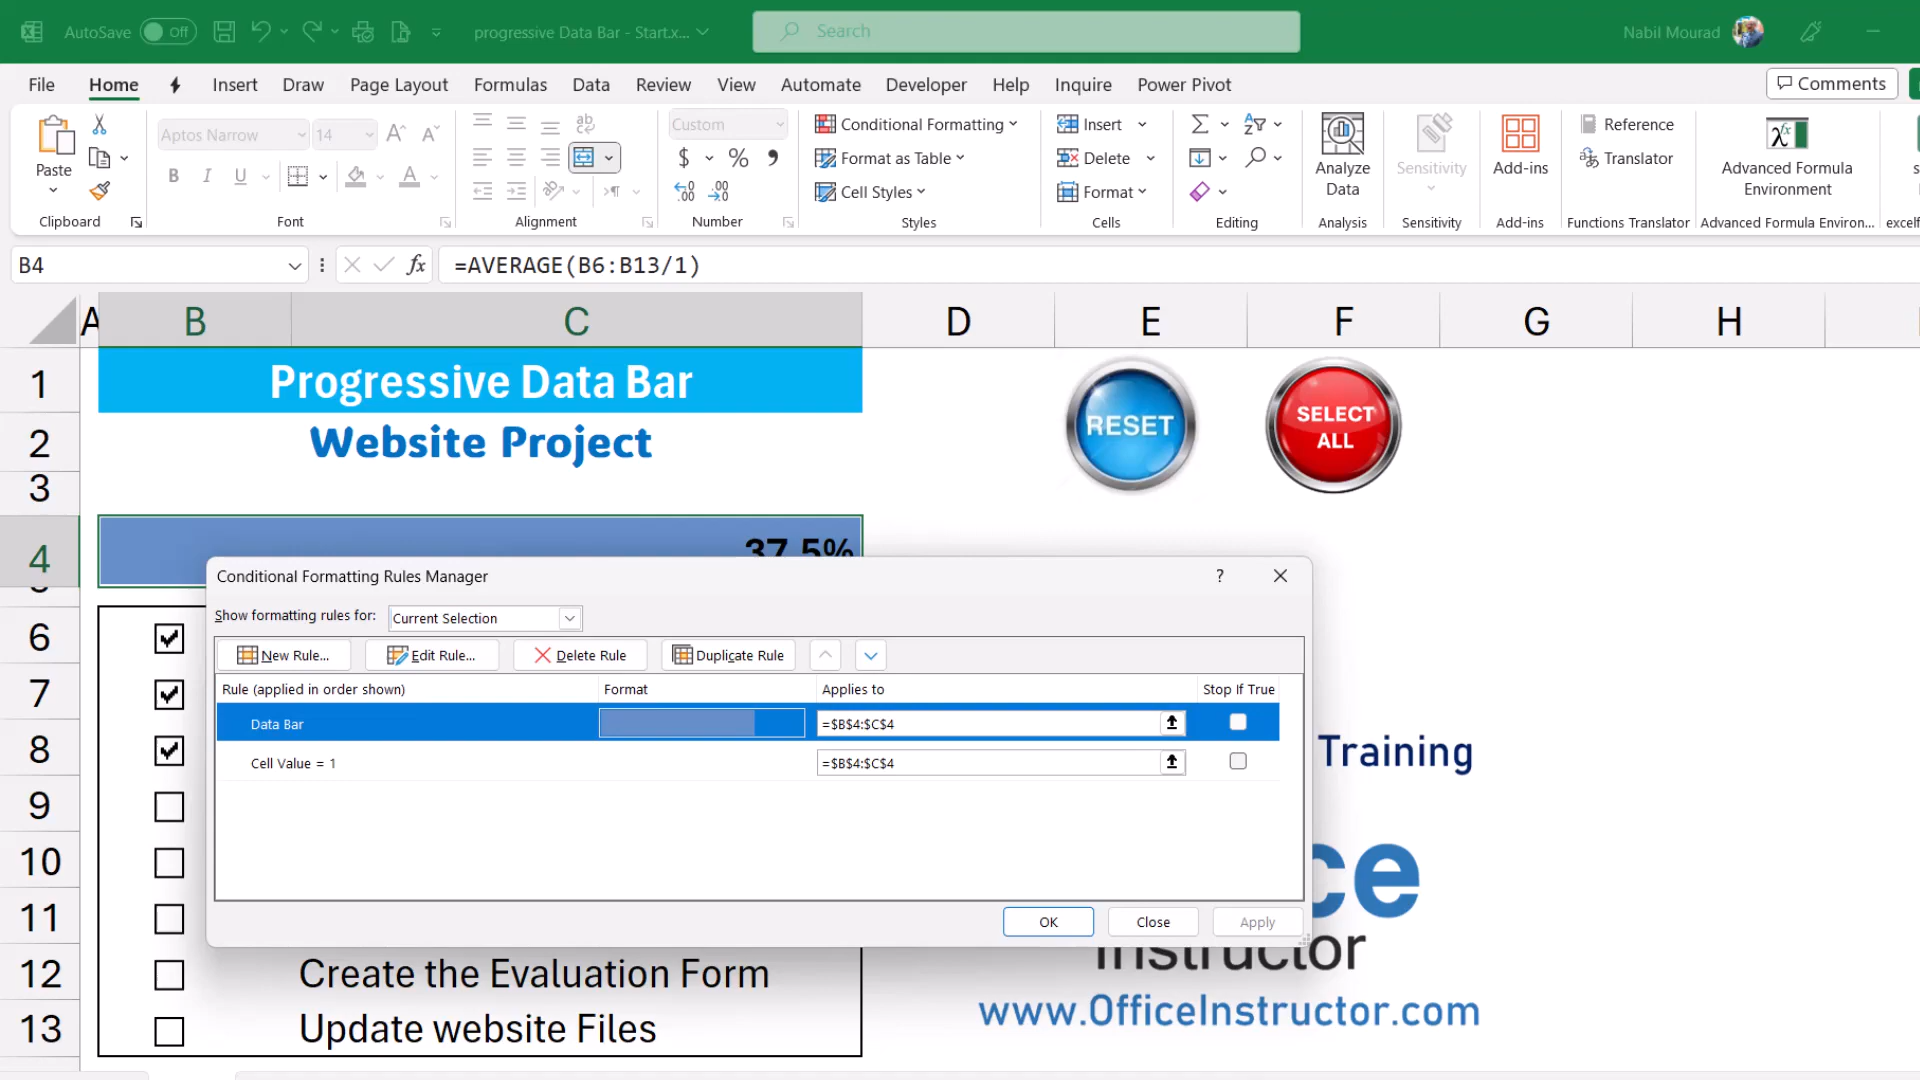 AutoSave Off progressive Data Bar - Start.x... Search Nabil Mourad
File Home Insert Draw Page Layout Formulas Data Review View Automate Developer Help Inquire Power Pivot Comments
Paste
Clipboard
Aptos Narrow 14
B I U A
Font
ab
Alignment
Custom
$ % 9
Number
Conditional Formatting
Format as Table
Cell Styles
Styles
Insert
Delete
Format
Cells
Editing
Analyze
Data
Analysis
Sensitivity
Sensitivity
Add-ins
Add-ins
Reference
Translator
Functions Translator
Advanced Formula
Environment
Advanced Formula Environ...
B4 fx =AVERAGE(B6:B13/1)
A B C D E F G H
1 Progressive Data Bar
2 Website Project
RESET
SELECT
ALL
3
4 37.5%
Conditional Formatting Rules Manager ?
Show formatting rules for: Current Selection
New Rule... Edit Rule... Delete Rule Duplicate Rule
Rule (applied in order shown) Format Applies to Stop If True
Data Bar =$B$4:$C$4
Cell Value = 1 =$B$4:$C$4
OK Close Apply
6
7
8 Training
9
10 ce
11 Instructor
12 Create the Evaluation Form
www.OfficeInstructor.com
13 Update website Files